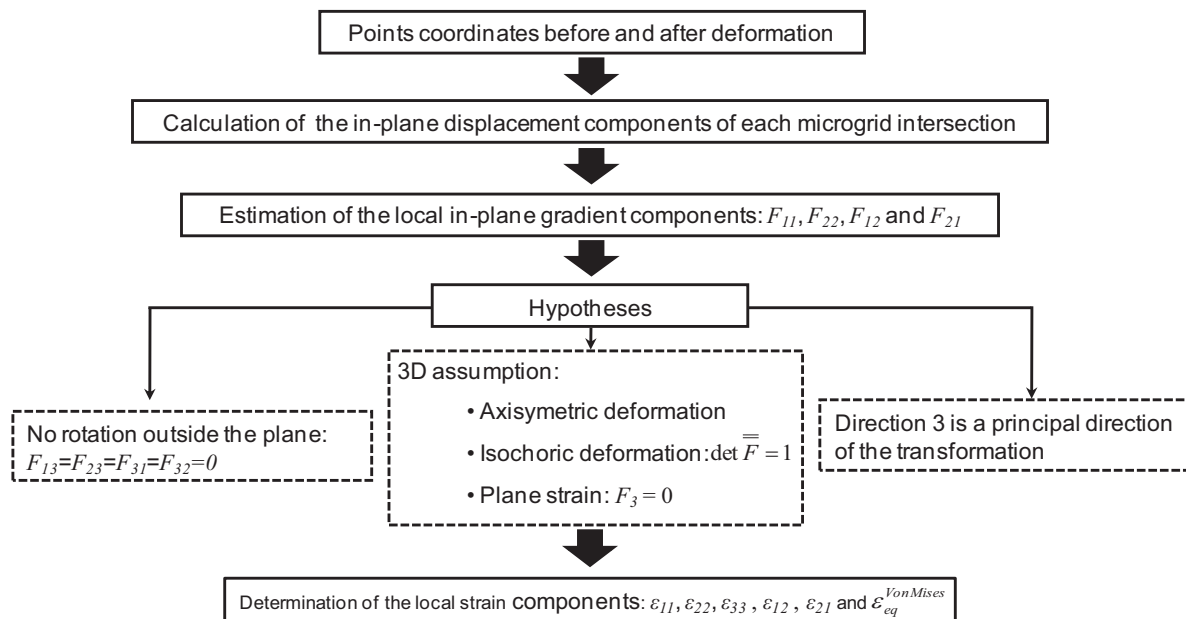 Points coordinates before and after deformation
Calculation of the in-plane displacement components of each microgrid intersection
Estimation of the local in-plane gradient components: F₁₁, F₂₂, F₁₂ and F₂₁
Hypotheses
No rotation outside the plane:
F₁₃=F₂₃=F₃₁=F₃₂=0
3D assumption:
• Axisymetric deformation
• Isochoric deformation: det F̿ = 1
• Plane strain: F₃ = 0
Direction 3 is a principal direction
of the transformation
Determination of the local strain components: ε₁₁, ε₂₂, ε₃₃ , ε₁₂ , ε₂₁ and ε_eq^VonMises